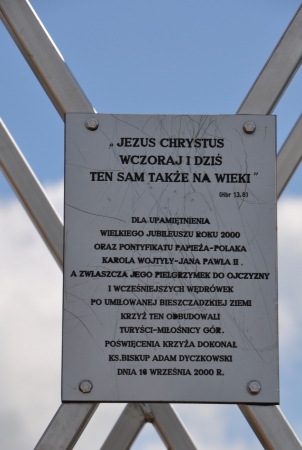 „JEZUS CHRYSTUS
WCZORAJ I DZIŚ
TEN SAM TAKŻE NA WIEKI"
(Hbr 13.8)
DLA UPAMIĘTNIENIA
WIELKIEGO JUBILEUSZU ROKU 2000
ORAZ PONTYFIKATU PAPIEŻA-POLAKA
KAROLA WOJTYŁY-JANA PAWŁA II,
A ZWŁASZCZA JEGO PIELGRZYMEK DO OJCZYZNY
I WCZEŚNIEJSZYCH WĘDRÓWEK
PO UMIŁOWANEJ BIESZCZADZKIEJ ZIEMI
KRZYŻ TEN ODBUDOWALI
TURYŚCI-MIŁOŚNICY GÓR.
POŚWIĘCENIA KRZYŻA DOKONAŁ
KS.BISKUP ADAM DYCZKOWSKI
DNIA 16 WRZEŚNIA 2000 R.